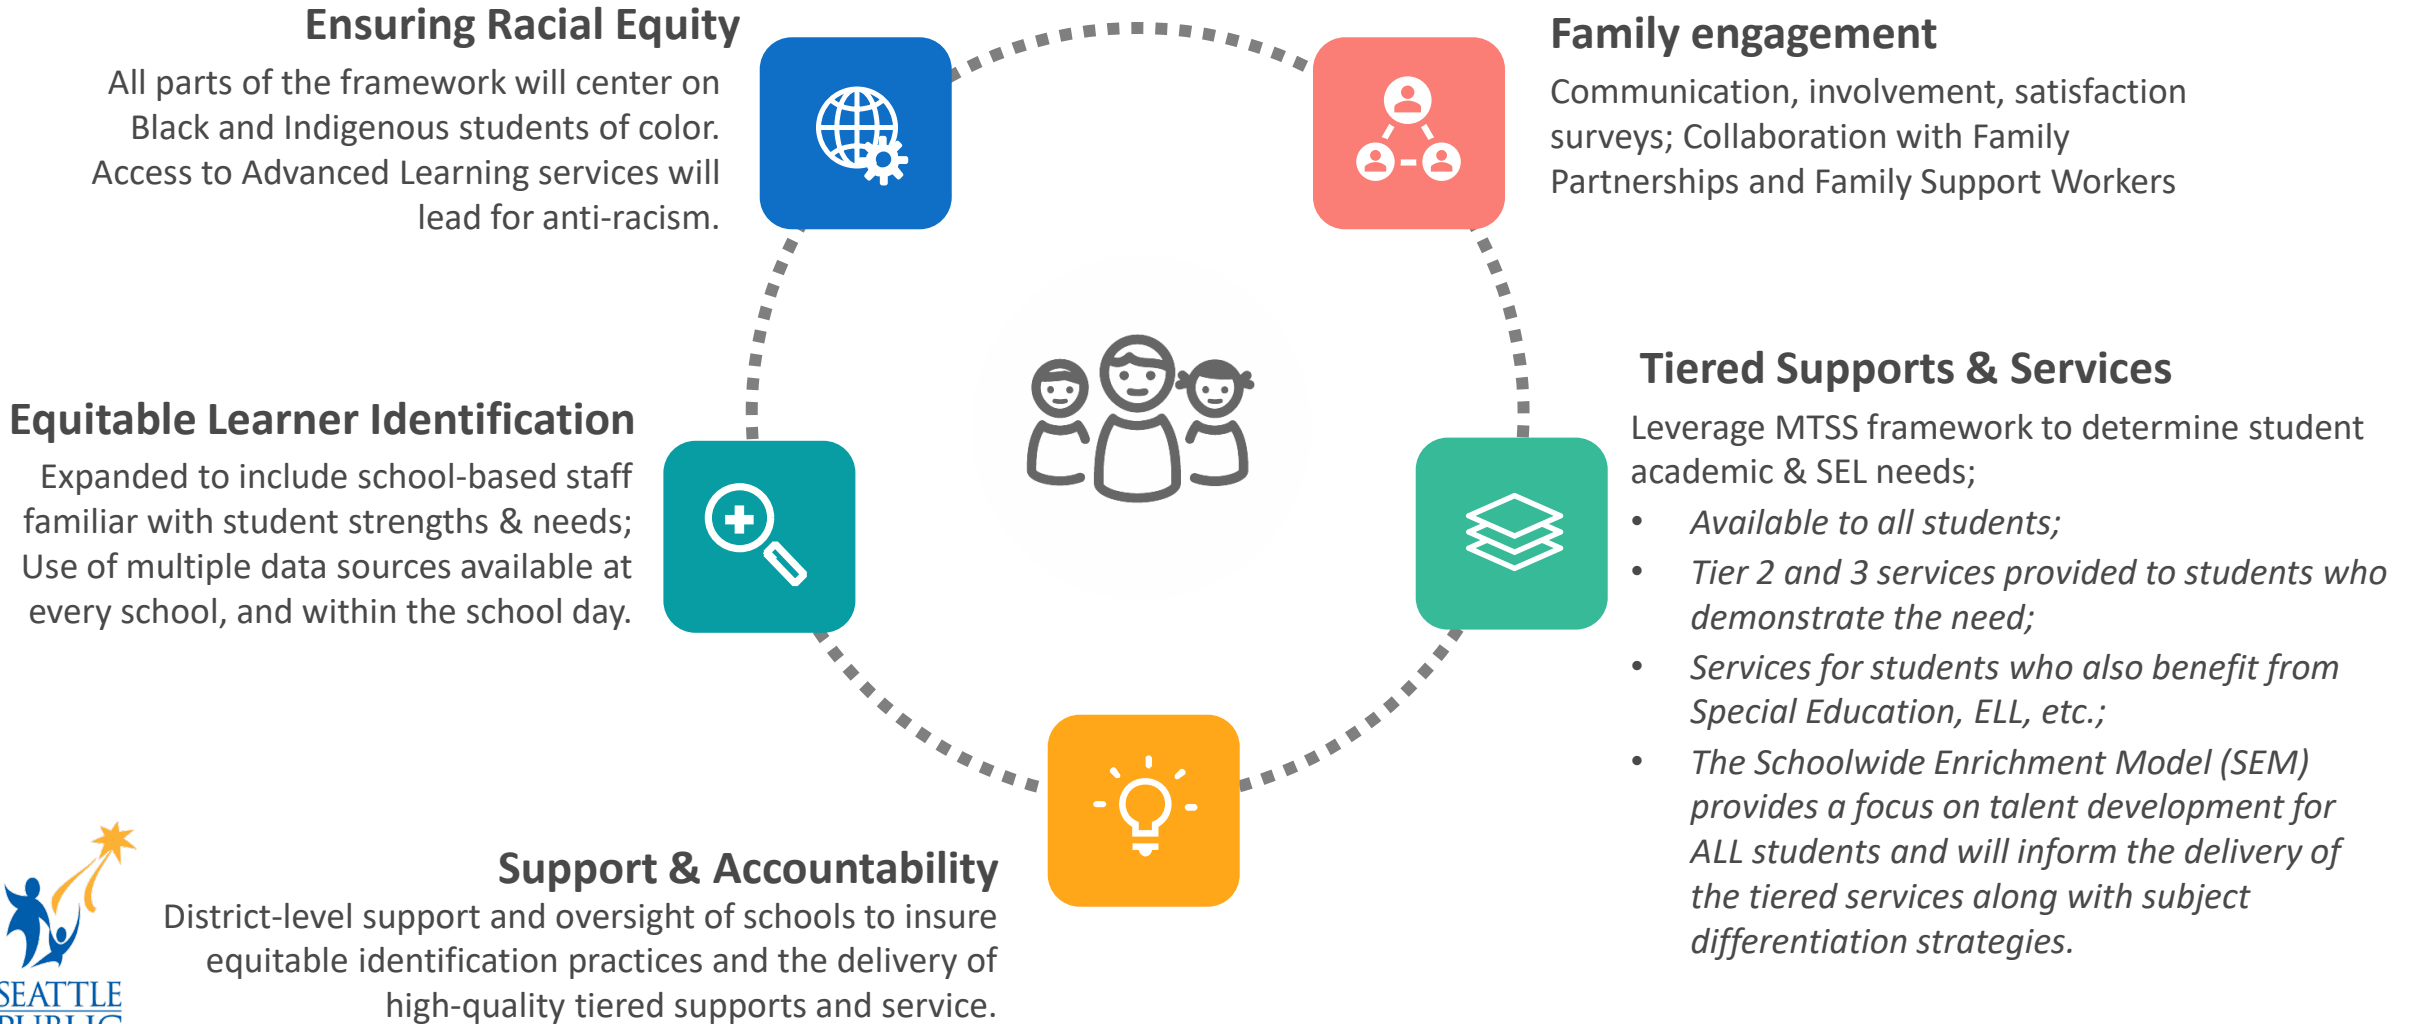 Ensuring Racial Equity
All parts of the framework will center on
Black and Indigenous students of color.
Access to Advanced Learning services will
lead for anti-racism.
Family engagement
Communication, involvement, satisfaction
surveys; Collaboration with Family
Partnerships and Family Support Workers
Equitable Learner Identification
Expanded to include school-based staff
familiar with student strengths & needs;
Use of multiple data sources available at
every school, and within the school day.
Tiered Supports & Services
Leverage MTSS framework to determine student
academic & SEL needs;
• Available to all students;
• Tier 2 and 3 services provided to students who
demonstrate the need;
• Services for students who also benefit from
Special Education, ELL, etc.;
• The Schoolwide Enrichment Model (SEM)
provides a focus on talent development for
ALL students and will inform the delivery of
the tiered services along with subject
differentiation strategies.
Support & Accountability
District-level support and oversight of schools to insure
equitable identification practices and the delivery of
high-quality tiered supports and service.
SEATTLE
PUBLIC